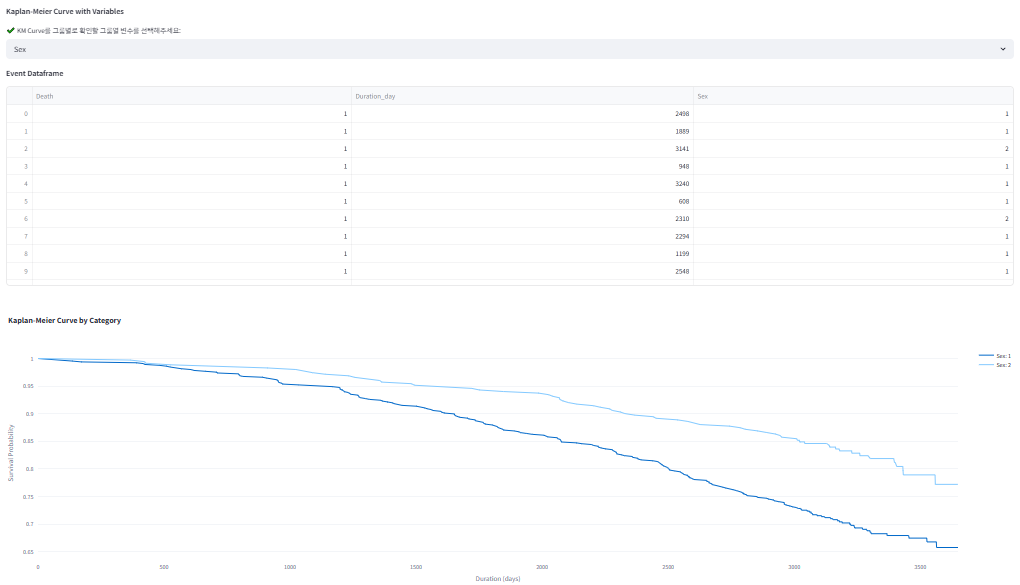 Kaplan-Meier Curve with Variables
✔ KM Curve를 그룹별로 확인할 그룹열 변수를 선택해주세요:
Sex
Event Dataframe
Death Duration_day Sex
0 1 2498 1
1 1 1889 1
2 1 3141 2
3 1 948 1
4 1 3240 1
5 1 608 1
6 1 2310 2
7 1 2294 1
8 1 1199 1
9 1 2548 1
Kaplan-Meier Curve by Category
Sex: 1
Sex: 2
1
0.95
0.9
0.85
0.8
0.75
0.7
0.65
Survival Probability
0 500 1000 1500 2000 2500 3000 3500
Duration (days)